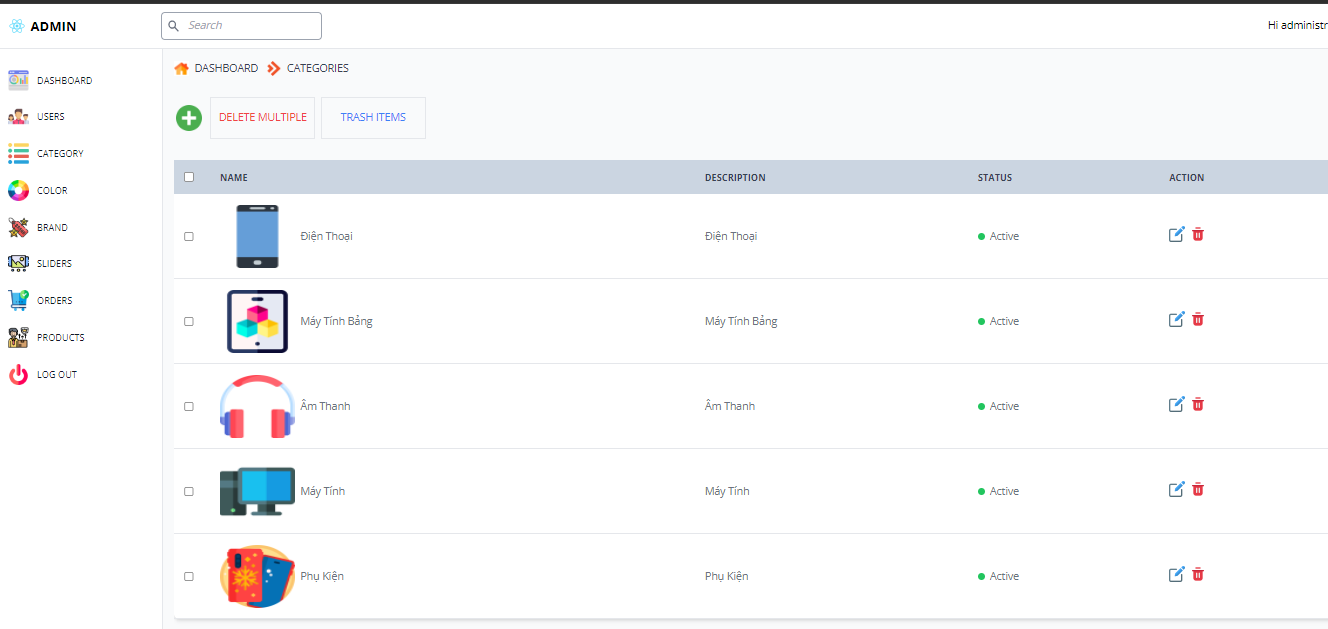 ADMIN
Search
Hi administr
DASHBOARD
USERS
CATEGORY
COLOR
BRAND
SLIDERS
ORDERS
PRODUCTS
LOG OUT
DASHBOARD CATEGORIES
DELETE MULTIPLE TRASH ITEMS
NAME DESCRIPTION STATUS ACTION
Điện Thoại Điện Thoại Active
Máy Tính Bảng Máy Tính Bảng Active
Âm Thanh Âm Thanh Active
Máy Tính Máy Tính Active
Phụ Kiện Phụ Kiện Active